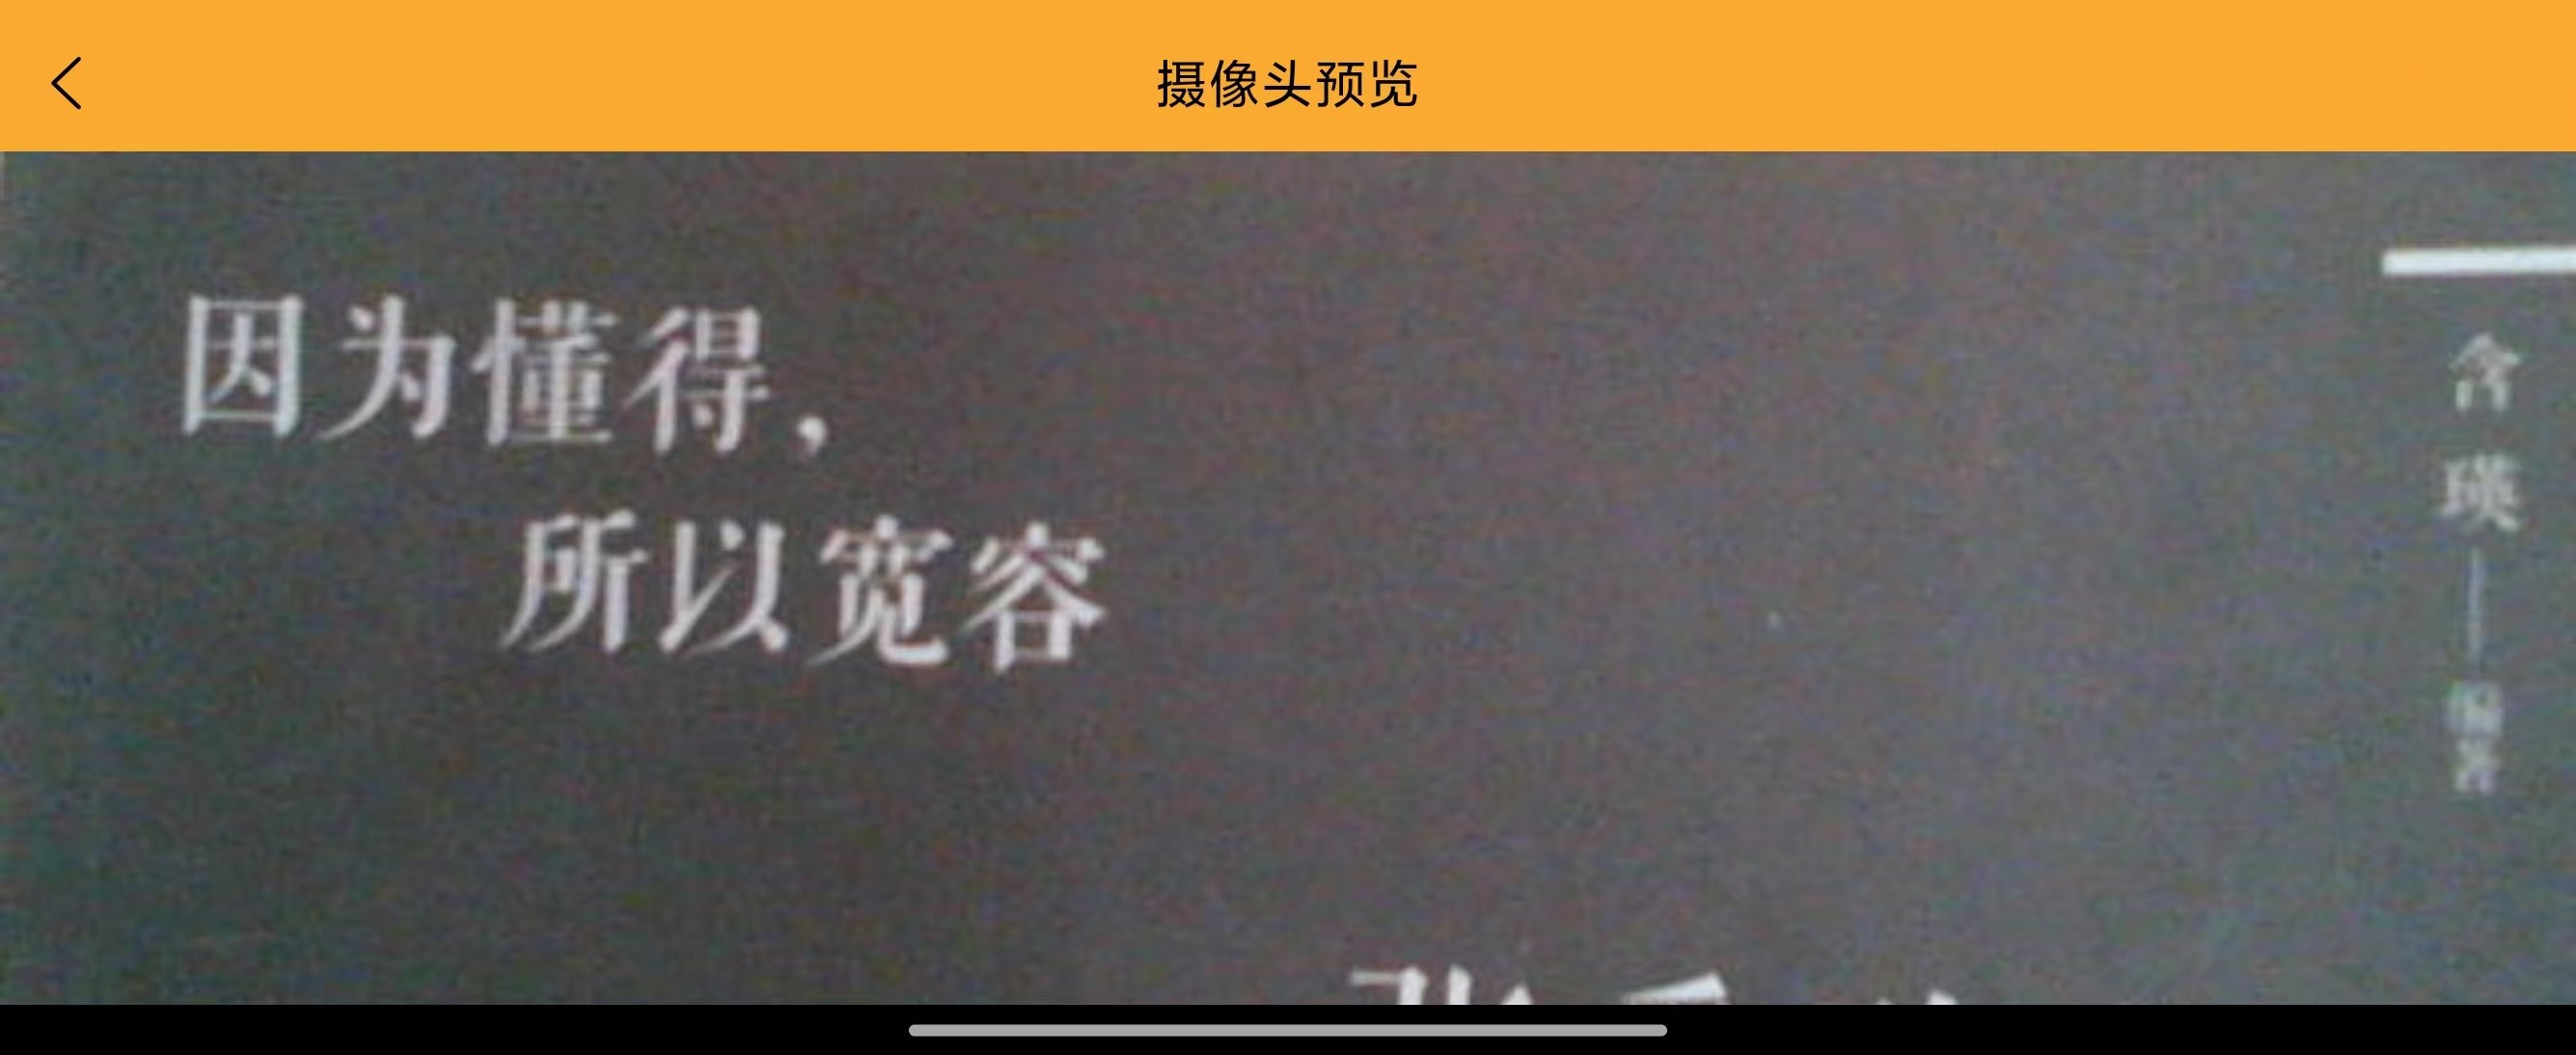 摄像头预览
因为懂得，
所以宽容
含瑛
编著